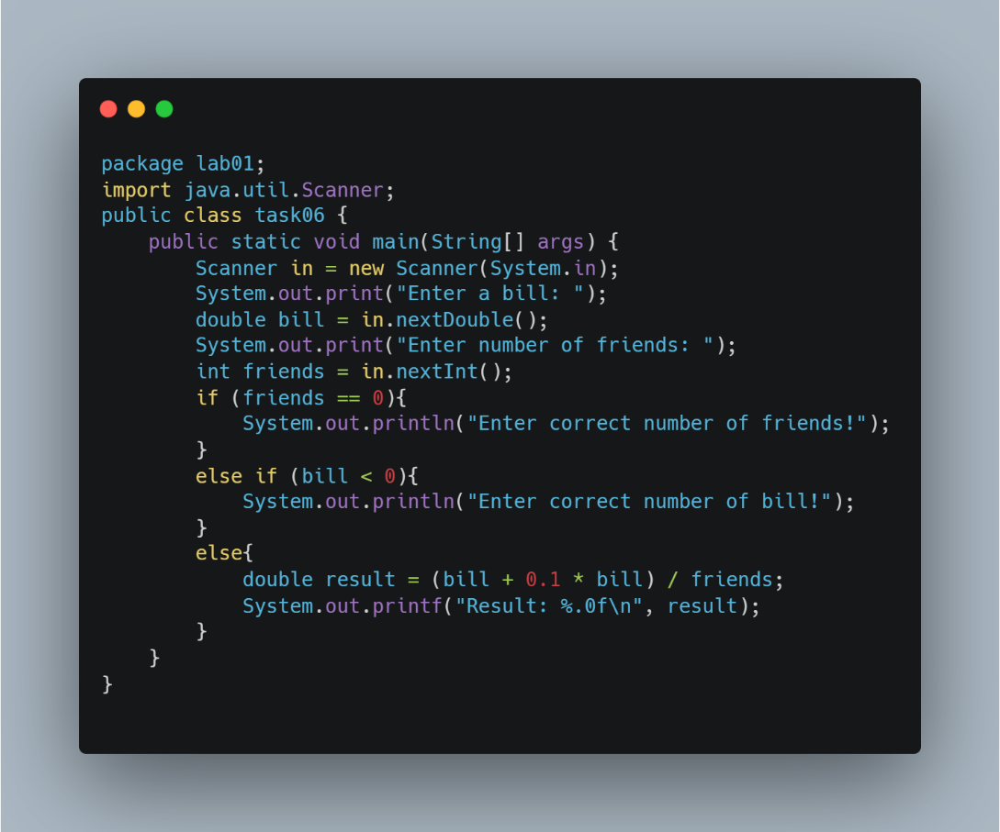 package lab01;
import java.util.Scanner;
public class task06 {
    public static void main(String[] args) {
        Scanner in = new Scanner(System.in);
        System.out.print("Enter a bill: ");
        double bill = in.nextDouble();
        System.out.print("Enter number of friends: ");
        int friends = in.nextInt();
        if (friends == 0){
            System.out.println("Enter correct number of friends!");
        }
        else if (bill < 0){
            System.out.println("Enter correct number of bill!");
        }
        else{
            double result = (bill + 0.1 * bill) / friends;
            System.out.printf("Result: %.0f\n", result);
        }
    }
}